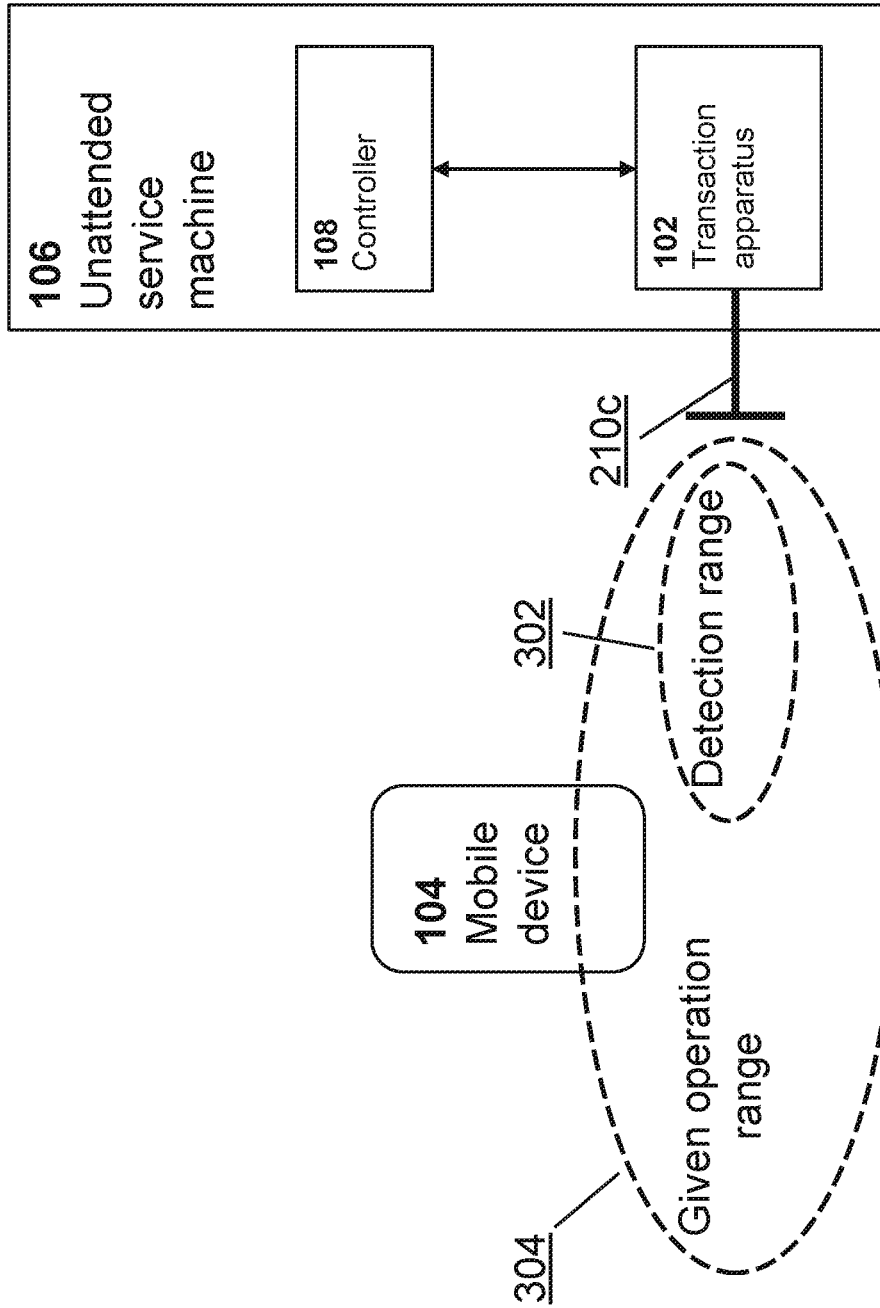 106
Unattended
service
machine
108
Controller
102
Transaction
apparatus
210c
302
Detection range
104
Mobile
device
Given operation
range
304